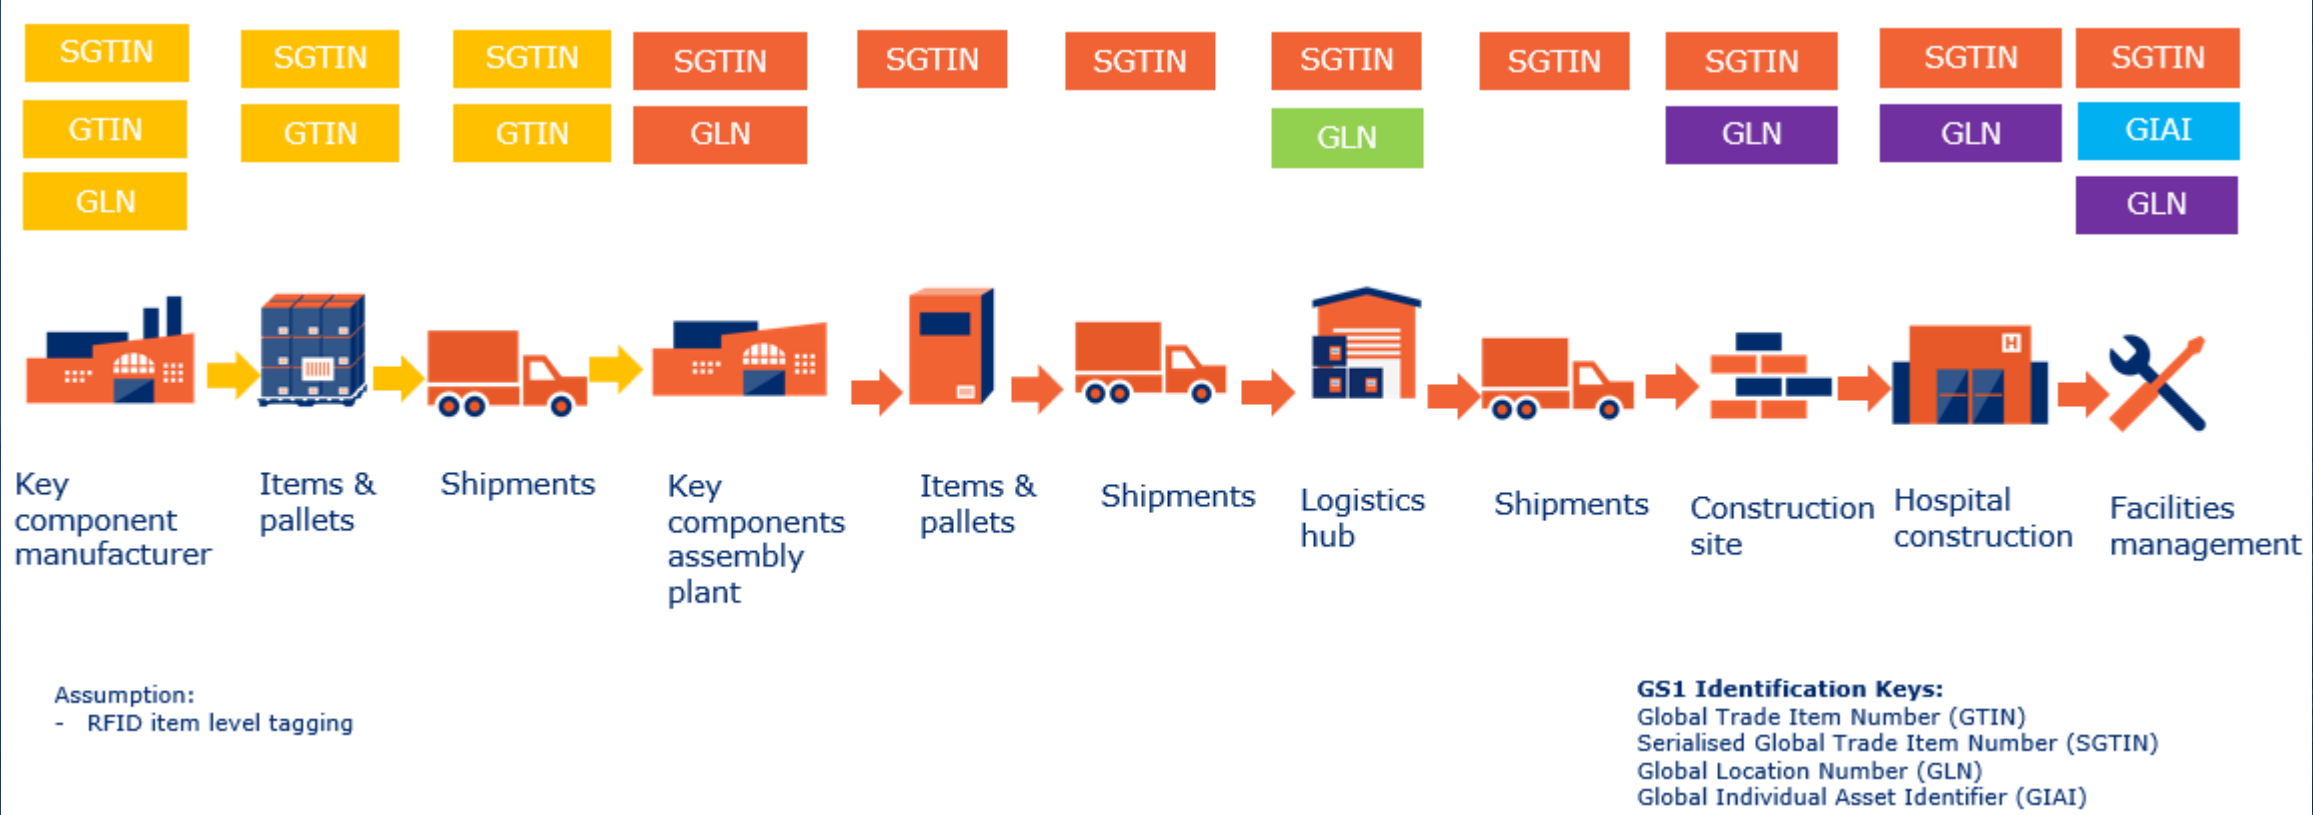 SGTIN
SGTIN
SGTIN
SGTIN
SGTIN
SGTIN
SGTIN
SGTIN
SGTIN
SGTIN
SGTIN
GTIN
GTIN
GTIN
GLN
GLN
GLN
GLN
GIAI
GLN
GLN
Key
component
manufacturer
Items &
pallets
Shipments
Key
components
assembly
plant
Items &
pallets
Shipments
Logistics
hub
Shipments
Construction
site
Hospital
construction
Facilities
management
H
Assumption:
- RFID item level tagging
GS1 Identification Keys:
Global Trade Item Number (GTIN)
Serialised Global Trade Item Number (SGTIN)
Global Location Number (GLN)
Global Individual Asset Identifier (GIAI)